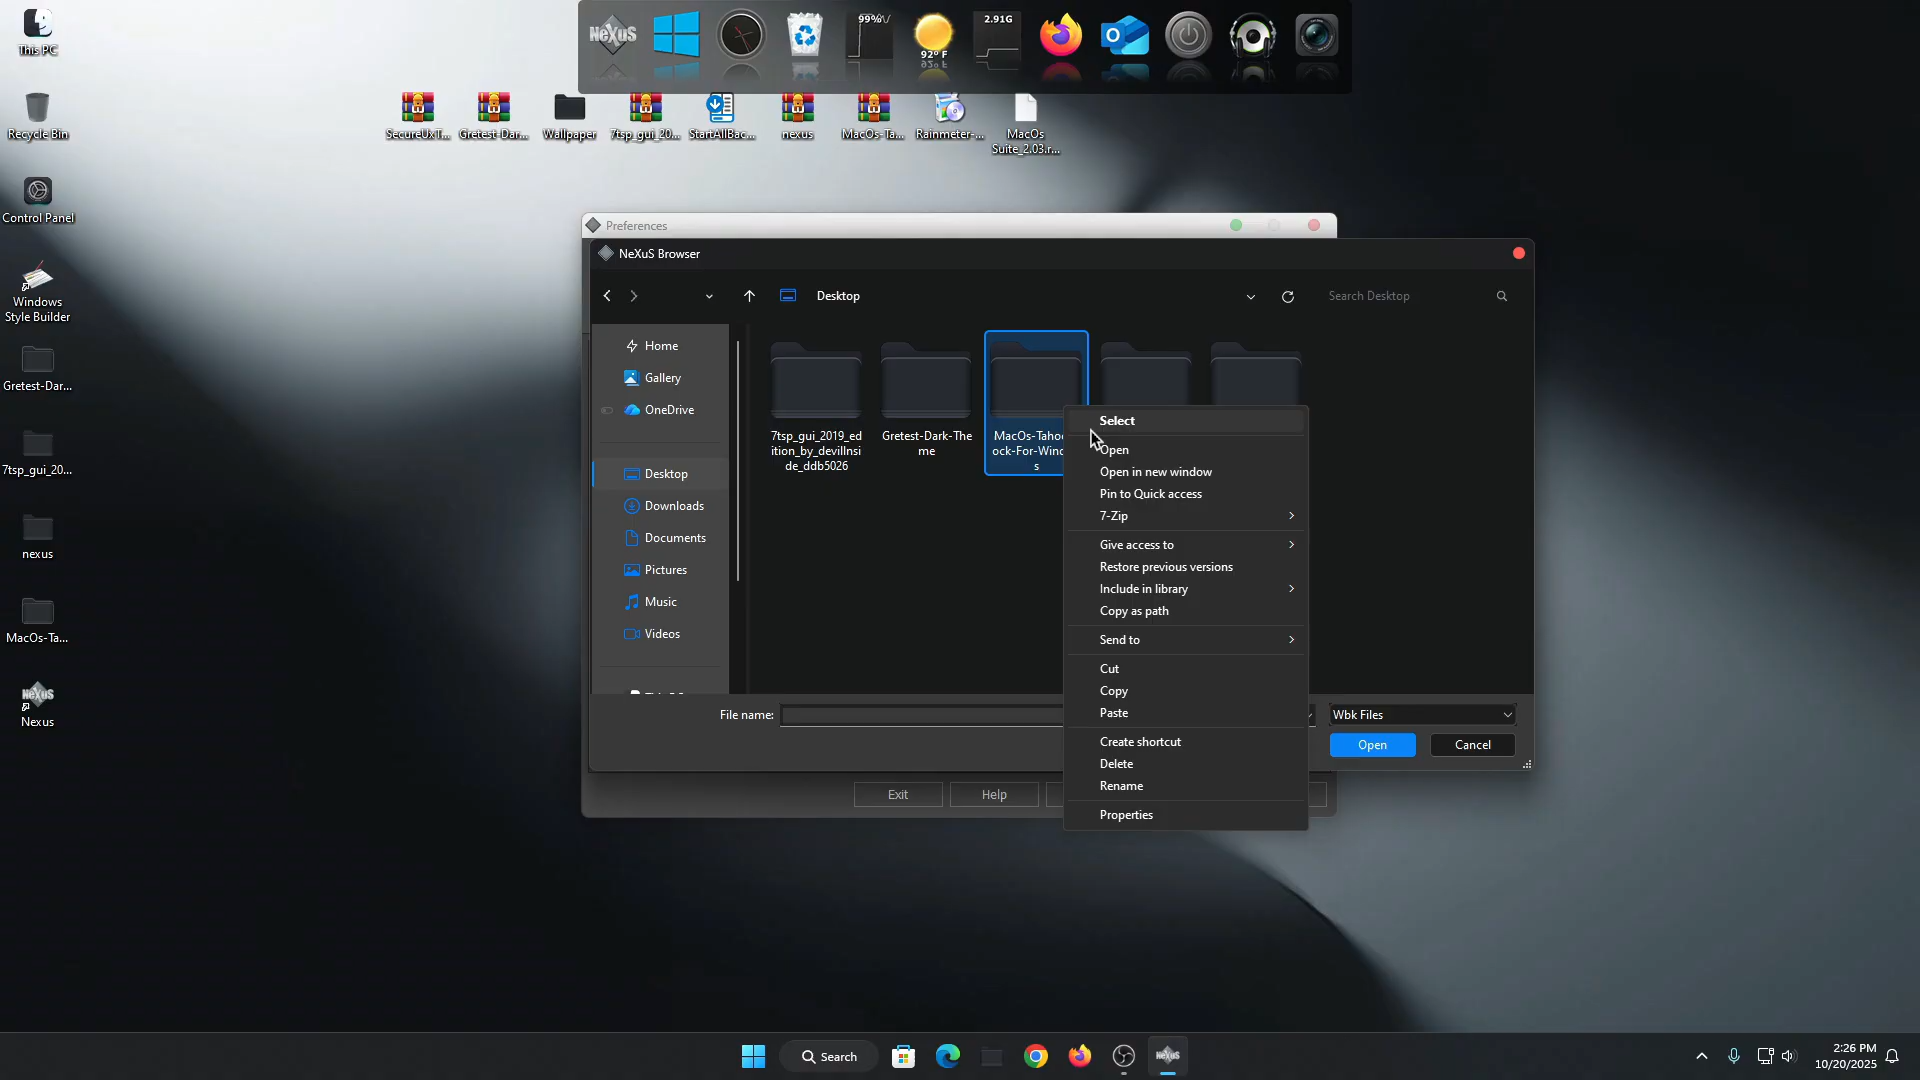 NeXuS
99%
92° F
2.91G
This PC
Recycle Bin
Control Panel
Windows
Style Builder
Gretest-Dar...
7tsp_gui_20...
nexus
MacOs-Ta...
NeXuS
Nexus
SecureUxT...
Gretest-Dar...
Wallpaper
7tsp_gui_20...
StartAllBac...
nexus
MacOs-Ta...
Rainmeter-...
MacOs
Suite_2.03.r...
Preferences
NeXuS Browser
Desktop
Search Desktop
Home
Gallery
OneDrive
Desktop
Downloads
Documents
Pictures
Music
Videos
7tsp_gui_2019_ed
ition_by_devillnsi
de_ddb5026
Gretest-Dark-The
me
MacOs-Taho
ock-For-Wind
s
Select
Open
Open in new window
Pin to Quick access
7-Zip
Give access to
Restore previous versions
Include in library
Copy as path
Send to
Cut
Copy
Paste
Create shortcut
Delete
Rename
Properties
File name:
Wbk Files
Open
Cancel
Exit
Help
Search
NeXuS
2:26 PM
10/20/2025